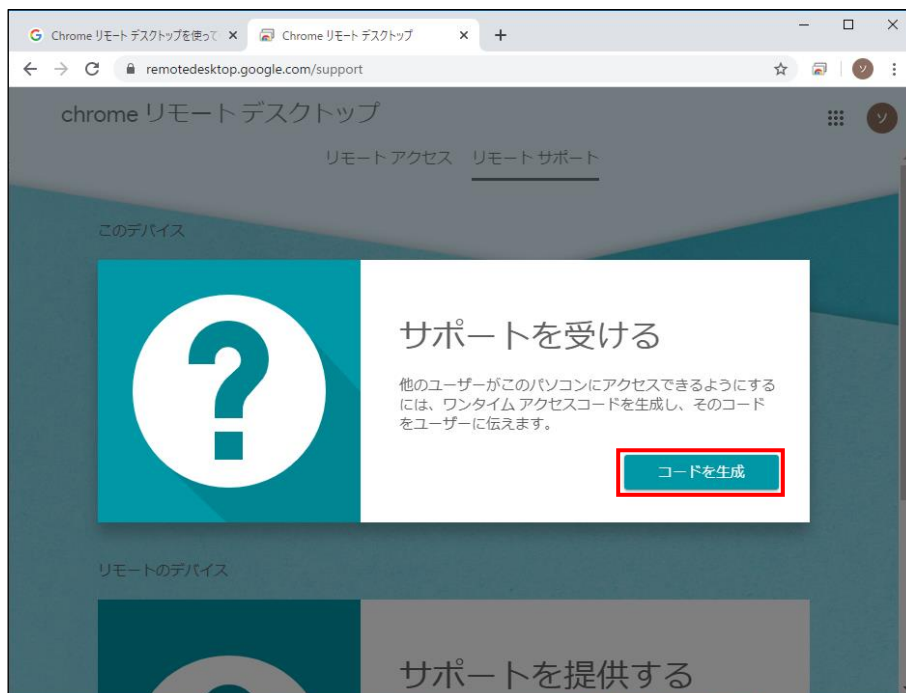 Chrome リモート デスクトップを使って
Chrome リモート デスクトップ
remotedesktop.google.com/support
ソ
chrome リモート デスクトップ
ソ
リモート アクセス リモート サポート
このデバイス
?
サポートを受ける
他のユーザーがこのパソコンにアクセスできるようにする
には、ワンタイム アクセスコードを生成し、そのコード
をユーザーに伝えます。
コードを生成
リモートのデバイス
サポートを提供する